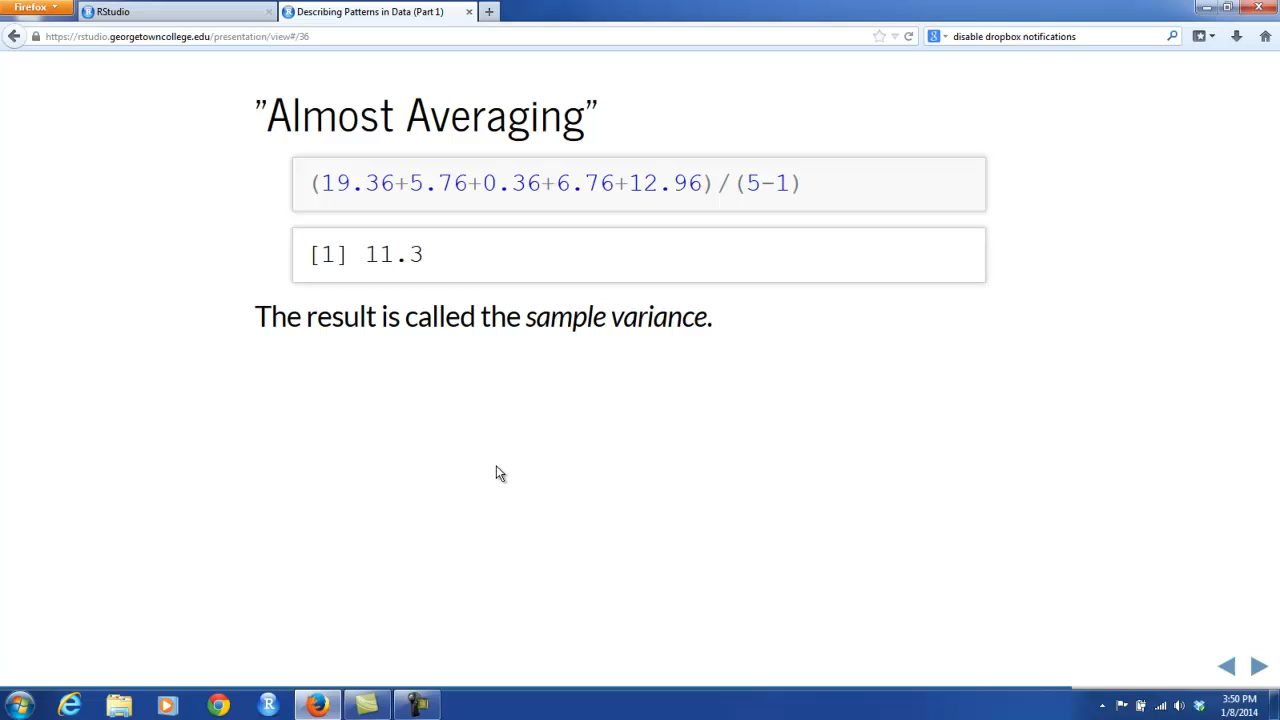 Firefox
RStudio
Describing Patterns in Data (Part 1)
https://rstudio.georgetowncollege.edu/presentation/view#/36
disable dropbox notifications
"Almost Averaging"
(19.36+5.76+0.36+6.76+12.96)/(5-1)
[1] 11.3
The result is called the sample variance.
3:50 PM
1/8/2014